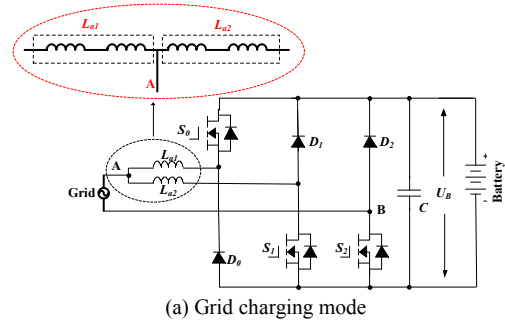 La1 La2
A
S0
D1 D2
A La1
La2
Grid
B
C
UB
+
Battery
-
D0
S1 S2
(a) Grid charging mode